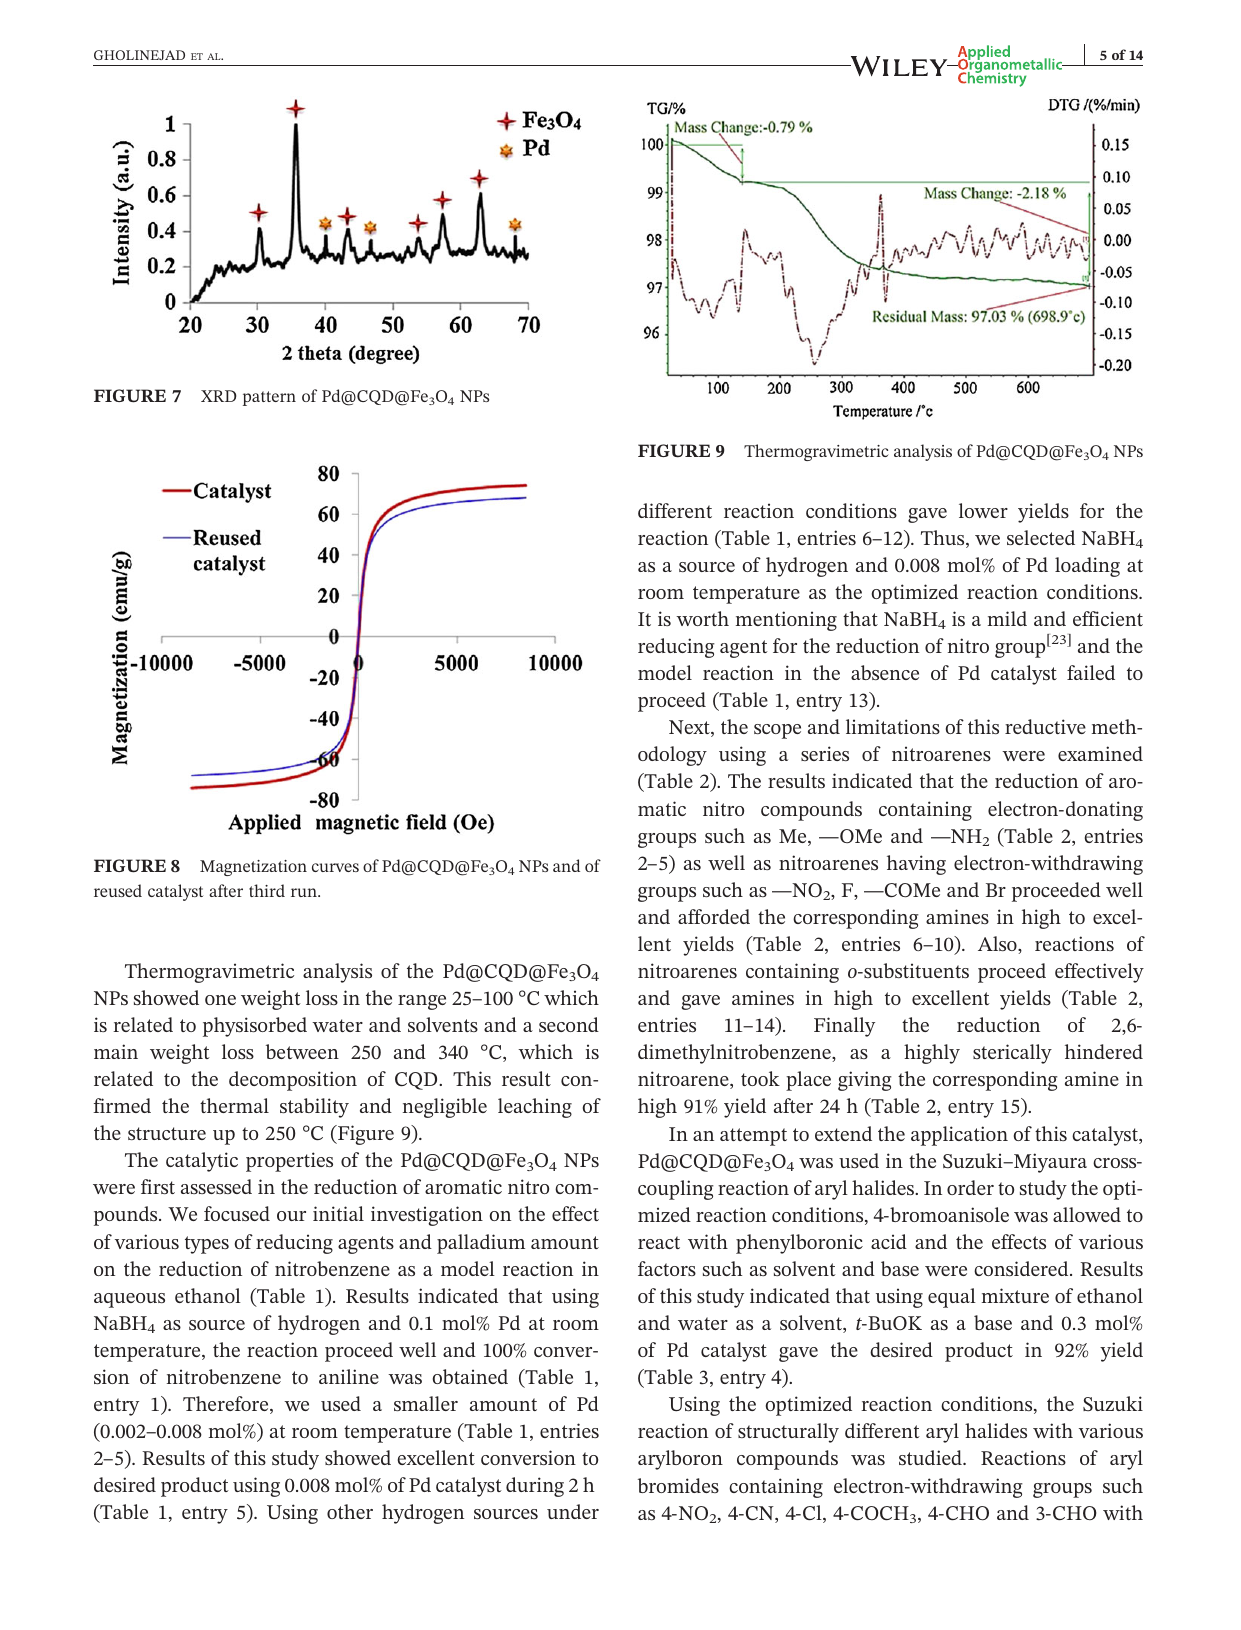 GHOLINEJAD ET AL.
WILEY
Applied
Organometallic
Chemistry
5 of 14
1
0.8
0.6
0.4
0.2
0
Intensity (a.u.)
Fe₃O₄
Pd
20 30 40 50 60 70
2 theta (degree)
FIGURE 7 XRD pattern of Pd@CQD@Fe₃O₄ NPs
80
60
40
20
0
-20
-40
-60
-80
Catalyst
Reused
catalyst
Magnetization (emu/g)
-10000 -5000 0 5000 10000
Applied magnetic field (Oe)
FIGURE 8 Magnetization curves of Pd@CQD@Fe₃O₄ NPs and of
reused catalyst after third run.
Thermogravimetric analysis of the Pd@CQD@Fe₃O₄
NPs showed one weight loss in the range 25–100 °C which
is related to physisorbed water and solvents and a second
main weight loss between 250 and 340 °C, which is
related to the decomposition of CQD. This result con-
firmed the thermal stability and negligible leaching of
the structure up to 250 °C (Figure 9).
The catalytic properties of the Pd@CQD@Fe₃O₄ NPs
were first assessed in the reduction of aromatic nitro com-
pounds. We focused our initial investigation on the effect
of various types of reducing agents and palladium amount
on the reduction of nitrobenzene as a model reaction in
aqueous ethanol (Table 1). Results indicated that using
NaBH₄ as source of hydrogen and 0.1 mol% Pd at room
temperature, the reaction proceed well and 100% conver-
sion of nitrobenzene to aniline was obtained (Table 1,
entry 1). Therefore, we used a smaller amount of Pd
(0.002–0.008 mol%) at room temperature (Table 1, entries
2–5). Results of this study showed excellent conversion to
desired product using 0.008 mol% of Pd catalyst during 2 h
(Table 1, entry 5). Using other hydrogen sources under
TG/%
DTG /(%/min)
100
99
98
97
96
Mass Change:-0.79 %
Mass Change: -2.18 %
Residual Mass: 97.03 % (698.9°c)
0.15
0.10
0.05
0.00
-0.05
-0.10
-0.15
-0.20
100 200 300 400 500 600
Temperature /°c
FIGURE 9 Thermogravimetric analysis of Pd@CQD@Fe₃O₄ NPs
different reaction conditions gave lower yields for the
reaction (Table 1, entries 6–12). Thus, we selected NaBH₄
as a source of hydrogen and 0.008 mol% of Pd loading at
room temperature as the optimized reaction conditions.
It is worth mentioning that NaBH₄ is a mild and efficient
reducing agent for the reduction of nitro group[23] and the
model reaction in the absence of Pd catalyst failed to
proceed (Table 1, entry 13).
Next, the scope and limitations of this reductive meth-
odology using a series of nitroarenes were examined
(Table 2). The results indicated that the reduction of aro-
matic nitro compounds containing electron-donating
groups such as Me, —OMe and —NH₂ (Table 2, entries
2–5) as well as nitroarenes having electron-withdrawing
groups such as —NO₂, F, —COMe and Br proceeded well
and afforded the corresponding amines in high to excel-
lent yields (Table 2, entries 6–10). Also, reactions of
nitroarenes containing o-substituents proceed effectively
and gave amines in high to excellent yields (Table 2,
entries 11–14). Finally the reduction of 2,6-
dimethylnitrobenzene, as a highly sterically hindered
nitroarene, took place giving the corresponding amine in
high 91% yield after 24 h (Table 2, entry 15).
In an attempt to extend the application of this catalyst,
Pd@CQD@Fe₃O₄ was used in the Suzuki–Miyaura cross-
coupling reaction of aryl halides. In order to study the opti-
mized reaction conditions, 4-bromoanisole was allowed to
react with phenylboronic acid and the effects of various
factors such as solvent and base were considered. Results
of this study indicated that using equal mixture of ethanol
and water as a solvent, t-BuOK as a base and 0.3 mol%
of Pd catalyst gave the desired product in 92% yield
(Table 3, entry 4).
Using the optimized reaction conditions, the Suzuki
reaction of structurally different aryl halides with various
arylboron compounds was studied. Reactions of aryl
bromides containing electron-withdrawing groups such
as 4-NO₂, 4-CN, 4-Cl, 4-COCH₃, 4-CHO and 3-CHO with